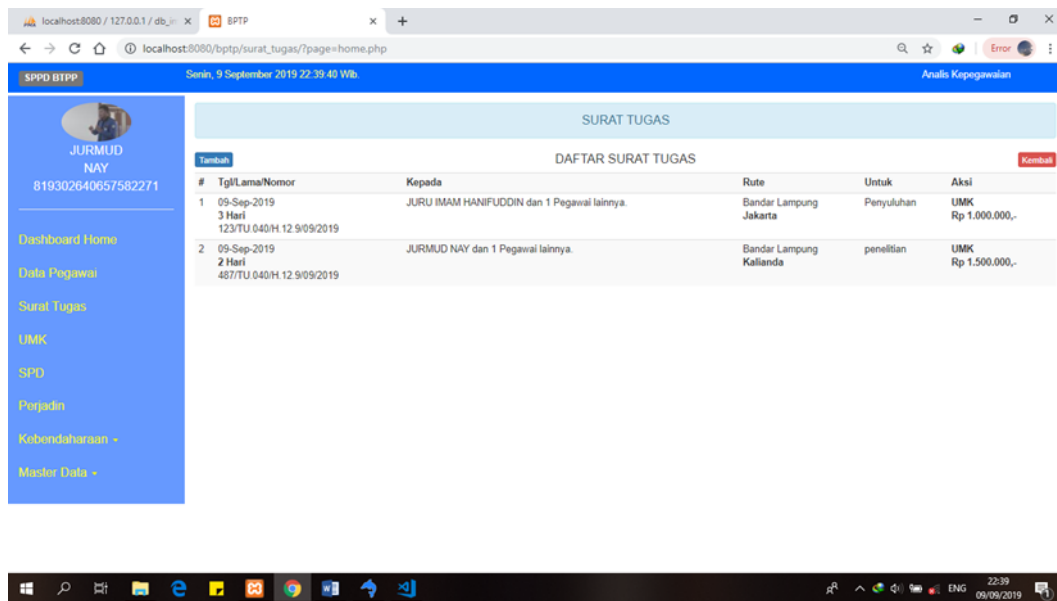 localhost:8080 / 127.0.0.1 / db_i
BPTP
localhost:8080/bptp/surat_tugas/?page=home.php
Error
SPPD BTPP
Senin, 9 September 2019 22:39:40 Wib.
Analis Kepegawaian
JURMUD
NAY
819302640657582271
Dashboard Home
Data Pegawai
Surat Tugas
UMK
SPD
Perjadin
Kebendaharaan
Master Data
SURAT TUGAS
Tambah
DAFTAR SURAT TUGAS
Kembali
# Tgl/Lama/Nomor Kepada Rute Untuk Aksi
1 09-Sep-2019 JURU IMAM HANIFUDDIN dan 1 Pegawai lainnya. Bandar Lampung Penyuluhan UMK
3 Hari Jakarta Rp 1.000.000,-
123/TU.040/H.12.9/09/2019
2 09-Sep-2019 JURMUD NAY dan 1 Pegawai lainnya. Bandar Lampung penelitian UMK
2 Hari Kalianda Rp 1.500.000,-
487/TU.040/H.12.9/09/2019
ENG
22:39
09/09/2019